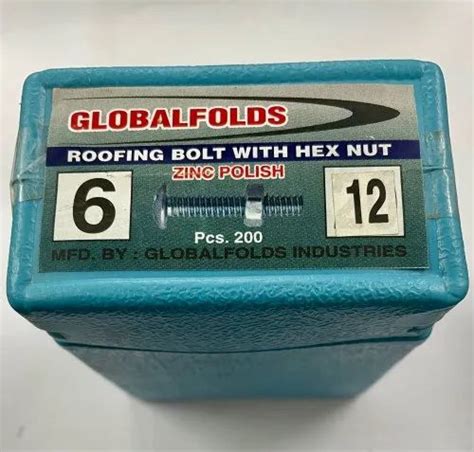 GLOBALFOLDS
ROOFING BOLT WITH HEX NUT
ZINC POLISH
6
12
Pcs. 200
MFD. BY : GLOBALFOLDS INDUSTRIES